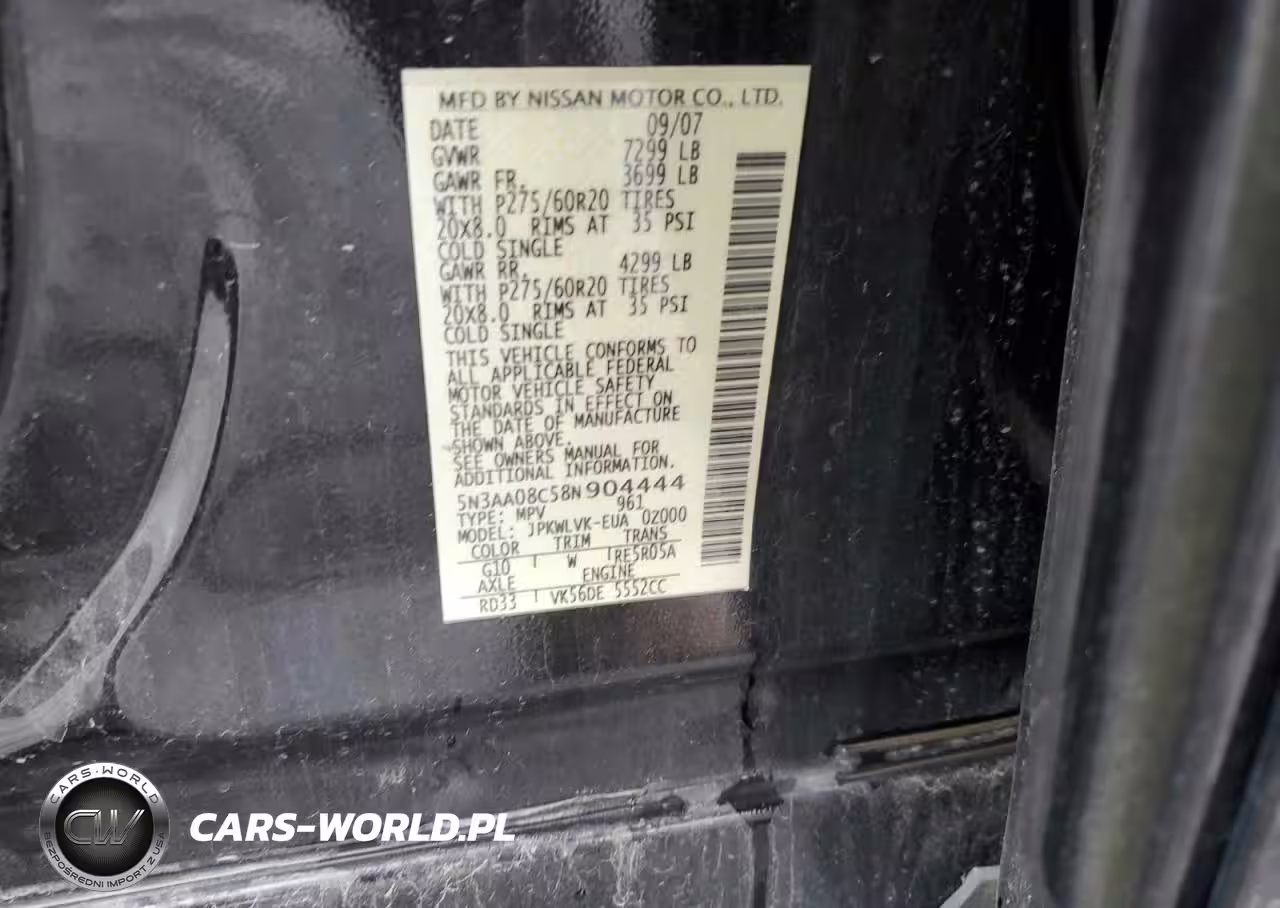 MFD BY NISSAN MOTOR CO., LTD.
DATE 09/07
GVWR 7299 LB
GAWR FR. 3699 LB
WITH P275/60R20 TIRES
20X8.0 RIMS AT 35 PSI
COLD SINGLE
GAWR RR. 4299 LB
WITH P275/60R20 TIRES
20X8.0 RIMS AT 35 PSI
COLD SINGLE
THIS VEHICLE CONFORMS TO
ALL APPLICABLE FEDERAL
MOTOR VEHICLE SAFETY
STANDARDS IN EFFECT ON
THE DATE OF MANUFACTURE
SHOWN ABOVE.
SEE OWNERS MANUAL FOR
ADDITIONAL INFORMATION.
5N3AA08C58N904444
TYPE: MPV 961
MODEL: JPKWLVK-EUA 02000
COLOR TRIM TRANS
G10 W RE5R05A
AXLE ENGINE
RD33 VK56DE 5552CC
CARS-WORLD
CW
BEZPOŚREDNI IMPORT Z USA
CARS-WORLD.PL